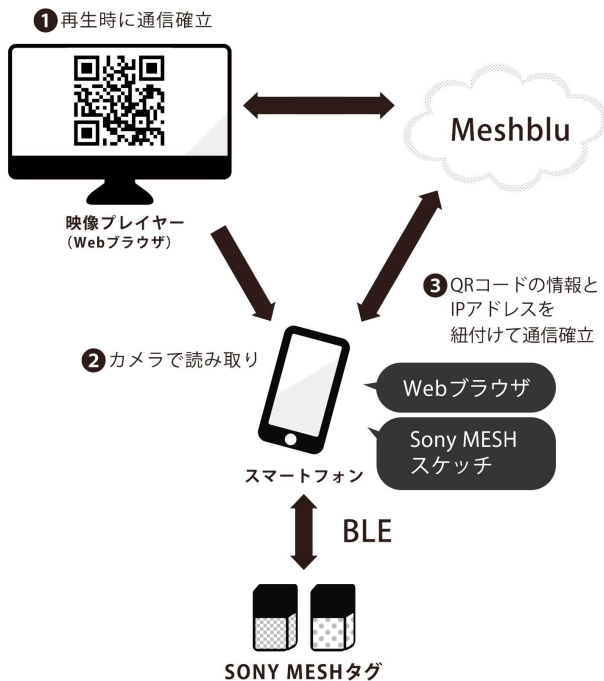 ❶再生時に通信確立
Meshblu
映像プレイヤー
（Webブラウザ）
❸QRコードの情報と
IPアドレスを
紐付けて通信確立
❷カメラで読み取り
Webブラウザ
Sony MESH
スケッチ
スマートフォン
BLE
SONY MESHタグ